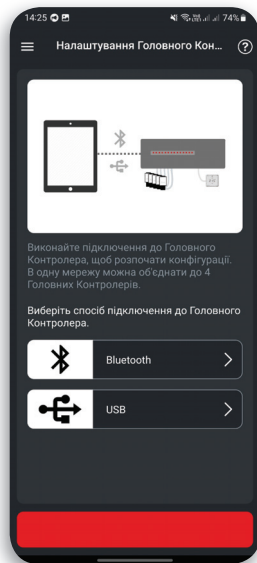 14:25 74%
Налаштування Головного Кон... ?
Виконайте підключення до Головного
Контролера, щоб розпочати конфігурації.
В одну мережу можна об'єднати до 4
Головних Контролерів.
Виберіть спосіб підключення до Головного
Контролера.
Bluetooth
USB